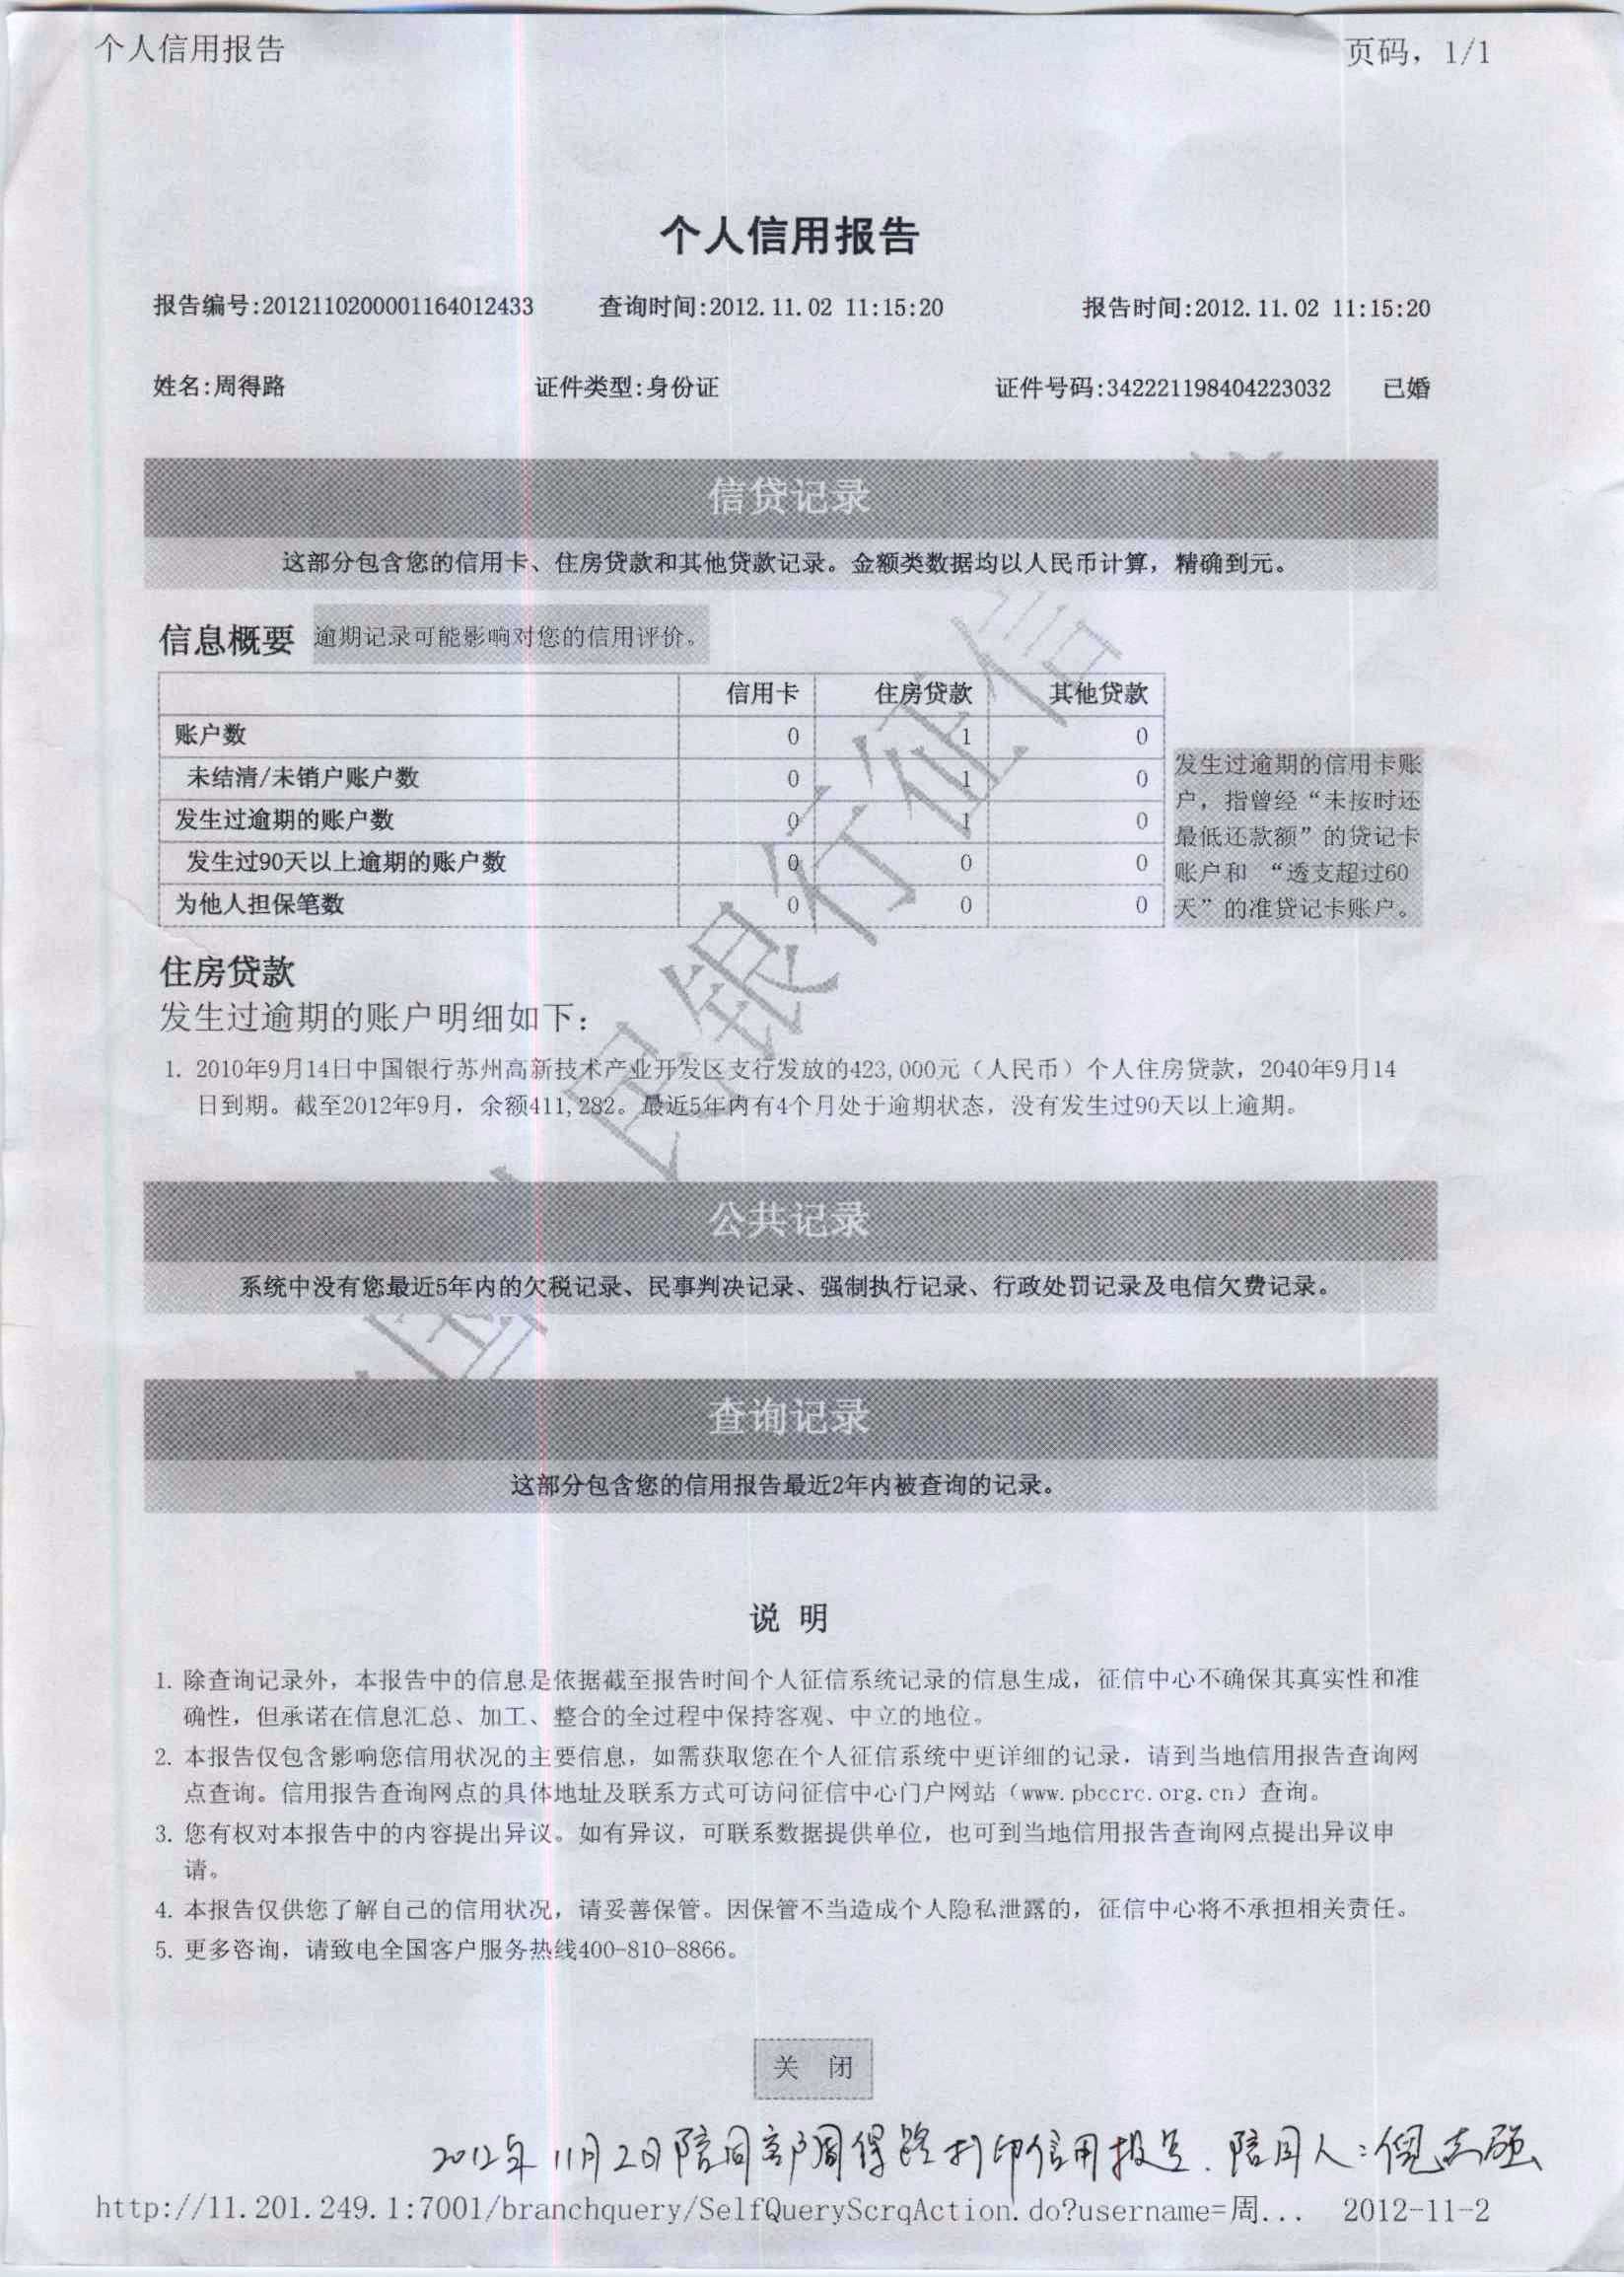 个人信用报告 页码，1/1
个人信用报告
报告编号:2012110200001164012433 查询时间:2012.11.02 11:15:20 报告时间:2012.11.02 11:15:20
姓名:周得路 证件类型:身份证 证件号码:342221198404223032 已婚
信贷记录
这部分包含您的信用卡、住房贷款和其他贷款记录。金额类数据均以人民币计算，精确到元。
信息概要 逾期记录可能影响对您的信用评价。
信用卡 住房贷款 其他贷款
账户数 0 1 0
未结清/未销户账户数 0 1 0
发生过逾期的账户数 0 1 0
发生过90天以上逾期的账户数 0 0 0
为他人担保笔数 0 0 0
发生过逾期的信用卡账
户，指曾经“未按时还
最低还款额”的贷记卡
账户和 “透支超过60
天”的准贷记卡账户。
住房贷款
发生过逾期的账户明细如下：
1. 2010年9月14日中国银行苏州高新技术产业开发区支行发放的423,000元（人民币）个人住房贷款，2040年9月14
日到期。截至2012年9月，余额411,282。最近5年内有4个月处于逾期状态，没有发生过90天以上逾期。
公共记录
系统中没有您最近5年内的欠税记录、民事判决记录、强制执行记录、行政处罚记录及电信欠费记录。
查询记录
这部分包含您的信用报告最近2年内被查询的记录。
国民银行征信
说 明
1. 除查询记录外，本报告中的信息是依据截至报告时间个人征信系统记录的信息生成，征信中心不确保其真实性和准
确性，但承诺在信息汇总、加工、整合的全过程中保持客观、中立的地位。
2. 本报告仅包含影响您信用状况的主要信息，如需获取您在个人征信系统中更详细的记录，请到当地信用报告查询网
点查询。信用报告查询网点的具体地址及联系方式可访问征信中心门户网站（www.pbccrc.org.cn）查询。
3. 您有权对本报告中的内容提出异议。如有异议，可联系数据提供单位，也可到当地信用报告查询网点提出异议申
请。
4. 本报告仅供您了解自己的信用状况，请妥善保管。因保管不当造成个人隐私泄露的，征信中心将不承担相关责任。
5. 更多咨询，请致电全国客户服务热线400-810-8866。
关 闭
2012年11月2日陪同客户周得路打印信用报告. 陪同人:倪志强
http://11.201.249.1:7001/branchquery/SelfQueryScrqAction.do?username=周... 2012-11-2